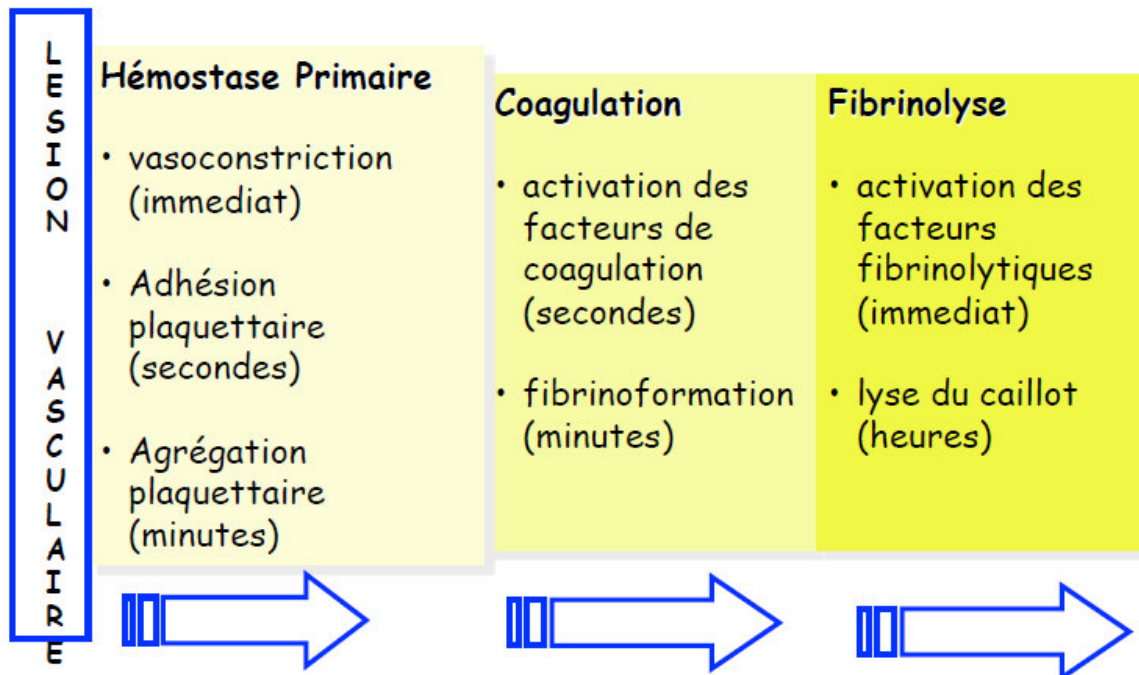 LESION VASCULAIRE
Hémostase Primaire
• vasoconstriction
(immediat)
• Adhésion
plaquettaire
(secondes)
• Agrégation
plaquettaire
(minutes)
Coagulation
• activation des
facteurs de
coagulation
(secondes)
• fibrinoformation
(minutes)
Fibrinolyse
• activation des
facteurs
fibrinolytiques
(immediat)
• lyse du caillot
(heures)